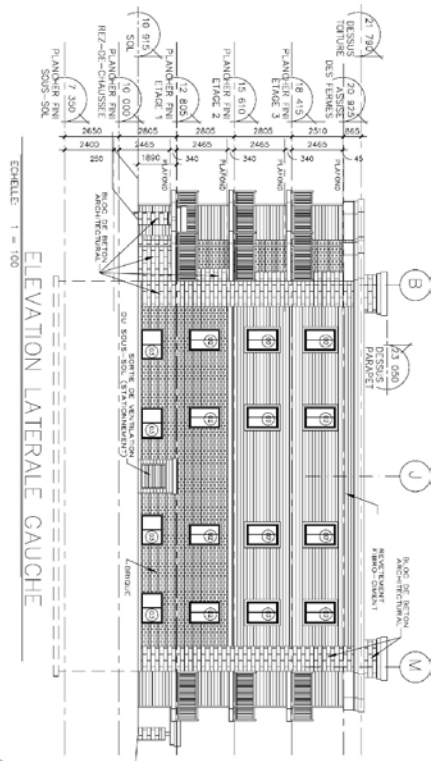 21 790
DESSUS
TOITURE
20 925
ASSISE
DES FERMES
18 415
PLANCHER FINI
ETAGE 3
15 610
PLANCHER FINI
ETAGE 2
12 805
PLANCHER FINI
ETAGE 1
10 915
SOL
10 000
PLANCHER FINI
REZ-DE-CHAUSSEE
7 350
PLANCHER FINI
SOUS-SOL
865
2510
2805
2805
2805
2650
45
2465
340
2465
340
2465
340
2465
1890
250
2400
PLAFOND
PLAFOND
PLAFOND
PLAFOND
B
J
M
23 050
DESSUS
PARAPET
BLOC DE BETON
ARCHITECTURAL
REVETEMENT
FIBRO-CIMENT
BLOC DE BETON
ARCHITECTURAL
SORTIE DE VENTILATION
DU SOUS-SOL (STATIONNEMENT)
BRIQUE
ELEVATION LATERALE GAUCHE
ECHELLE: 1 = 100